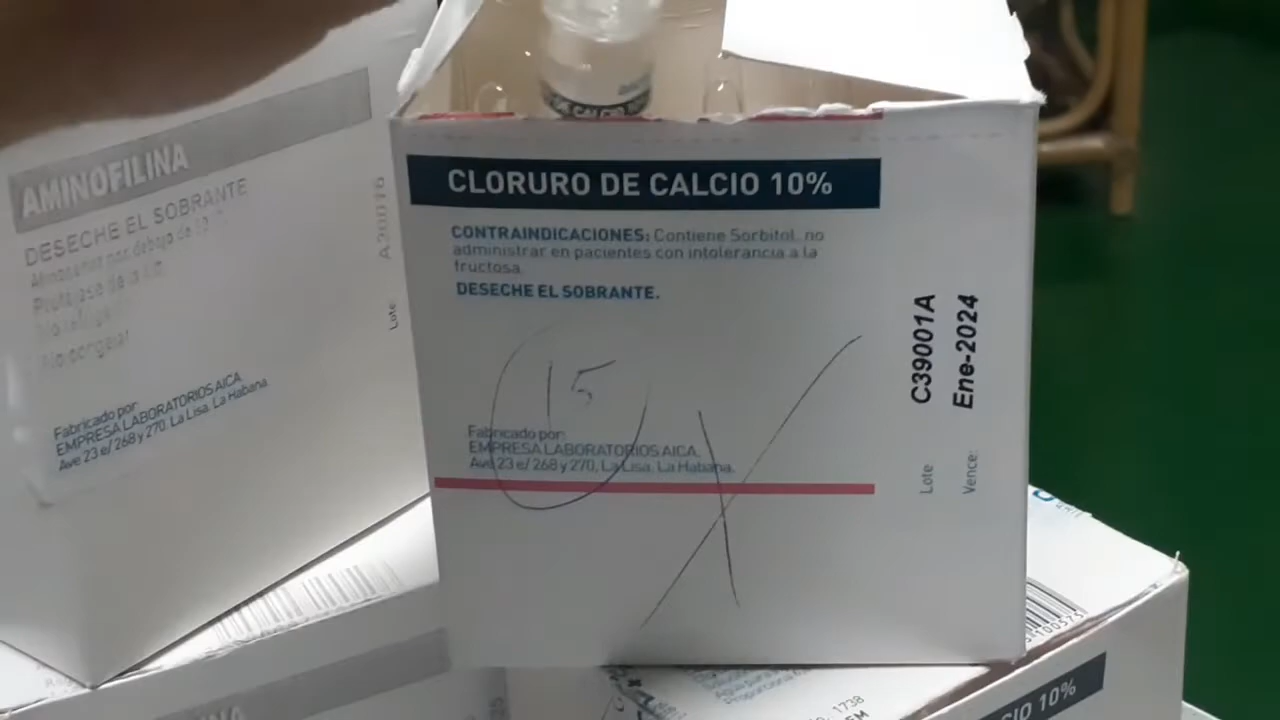 AMINOFILINA
DESECHE EL SOBRANTE
Lote:
A20016
Fabricado por:
EMPRESA LABORATORIOS AICA.
Ave 23 e/ 268 y 270, La Lisa. La Habana.
CLORURO DE CALCIO 10%
CONTRAINDICACIONES: Contiene Sorbitol, no
administrar en pacientes con intolerancia a la
fructosa.
DESECHE EL SOBRANTE.
15
Fabricado por:
EMPRESA LABORATORIOS AICA.
Ave 23 e/ 268 y 270, La Lisa. La Habana.
Lote C39001A
Vence: Ene-2024
1738
10%